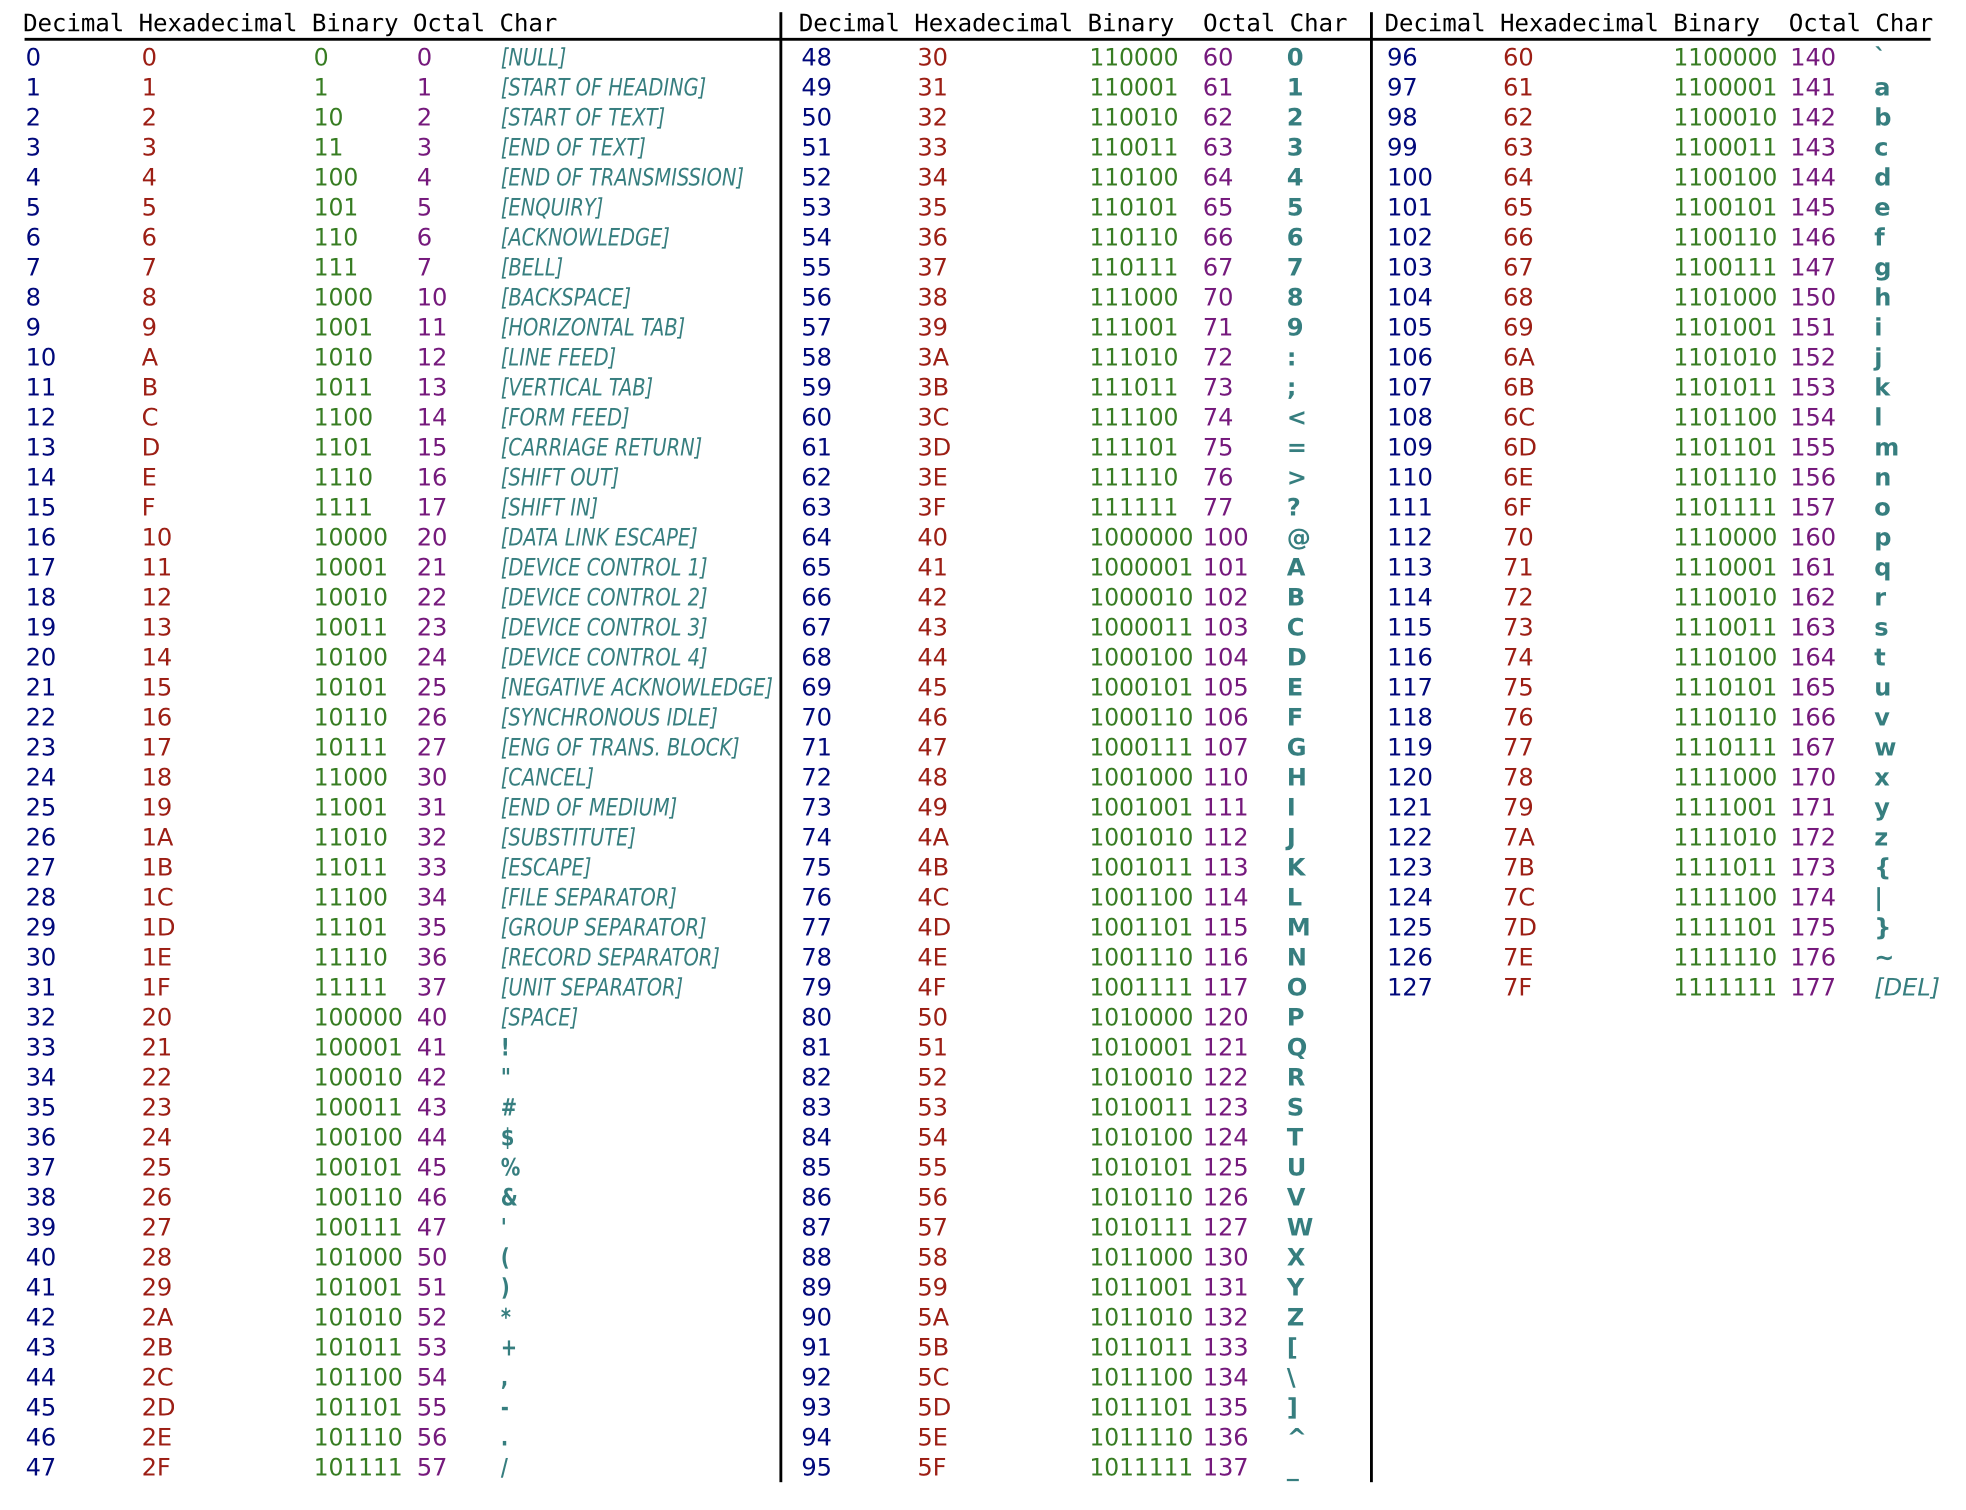 Decimal Hexadecimal Binary Octal Char
0 0 0 0 [NULL]
1 1 1 1 [START OF HEADING]
2 2 10 2 [START OF TEXT]
3 3 11 3 [END OF TEXT]
4 4 100 4 [END OF TRANSMISSION]
5 5 101 5 [ENQUIRY]
6 6 110 6 [ACKNOWLEDGE]
7 7 111 7 [BELL]
8 8 1000 10 [BACKSPACE]
9 9 1001 11 [HORIZONTAL TAB]
10 A 1010 12 [LINE FEED]
11 B 1011 13 [VERTICAL TAB]
12 C 1100 14 [FORM FEED]
13 D 1101 15 [CARRIAGE RETURN]
14 E 1110 16 [SHIFT OUT]
15 F 1111 17 [SHIFT IN]
16 10 10000 20 [DATA LINK ESCAPE]
17 11 10001 21 [DEVICE CONTROL 1]
18 12 10010 22 [DEVICE CONTROL 2]
19 13 10011 23 [DEVICE CONTROL 3]
20 14 10100 24 [DEVICE CONTROL 4]
21 15 10101 25 [NEGATIVE ACKNOWLEDGE]
22 16 10110 26 [SYNCHRONOUS IDLE]
23 17 10111 27 [ENG OF TRANS. BLOCK]
24 18 11000 30 [CANCEL]
25 19 11001 31 [END OF MEDIUM]
26 1A 11010 32 [SUBSTITUTE]
27 1B 11011 33 [ESCAPE]
28 1C 11100 34 [FILE SEPARATOR]
29 1D 11101 35 [GROUP SEPARATOR]
30 1E 11110 36 [RECORD SEPARATOR]
31 1F 11111 37 [UNIT SEPARATOR]
32 20 100000 40 [SPACE]
33 21 100001 41 !
34 22 100010 42 "
35 23 100011 43 #
36 24 100100 44 $
37 25 100101 45 %
38 26 100110 46 &
39 27 100111 47 '
40 28 101000 50 (
41 29 101001 51 )
42 2A 101010 52 *
43 2B 101011 53 +
44 2C 101100 54 ,
45 2D 101101 55 -
46 2E 101110 56 .
47 2F 101111 57 /
Decimal Hexadecimal Binary Octal Char
48 30 110000 60 0
49 31 110001 61 1
50 32 110010 62 2
51 33 110011 63 3
52 34 110100 64 4
53 35 110101 65 5
54 36 110110 66 6
55 37 110111 67 7
56 38 111000 70 8
57 39 111001 71 9
58 3A 111010 72 :
59 3B 111011 73 ;
60 3C 111100 74 <
61 3D 111101 75 =
62 3E 111110 76 >
63 3F 111111 77 ?
64 40 1000000 100 @
65 41 1000001 101 A
66 42 1000010 102 B
67 43 1000011 103 C
68 44 1000100 104 D
69 45 1000101 105 E
70 46 1000110 106 F
71 47 1000111 107 G
72 48 1001000 110 H
73 49 1001001 111 I
74 4A 1001010 112 J
75 4B 1001011 113 K
76 4C 1001100 114 L
77 4D 1001101 115 M
78 4E 1001110 116 N
79 4F 1001111 117 O
80 50 1010000 120 P
81 51 1010001 121 Q
82 52 1010010 122 R
83 53 1010011 123 S
84 54 1010100 124 T
85 55 1010101 125 U
86 56 1010110 126 V
87 57 1010111 127 W
88 58 1011000 130 X
89 59 1011001 131 Y
90 5A 1011010 132 Z
91 5B 1011011 133 [
92 5C 1011100 134 \
93 5D 1011101 135 ]
94 5E 1011110 136 ^
95 5F 1011111 137 _
Decimal Hexadecimal Binary Octal Char
96 60 1100000 140 `
97 61 1100001 141 a
98 62 1100010 142 b
99 63 1100011 143 c
100 64 1100100 144 d
101 65 1100101 145 e
102 66 1100110 146 f
103 67 1100111 147 g
104 68 1101000 150 h
105 69 1101001 151 i
106 6A 1101010 152 j
107 6B 1101011 153 k
108 6C 1101100 154 l
109 6D 1101101 155 m
110 6E 1101110 156 n
111 6F 1101111 157 o
112 70 1110000 160 p
113 71 1110001 161 q
114 72 1110010 162 r
115 73 1110011 163 s
116 74 1110100 164 t
117 75 1110101 165 u
118 76 1110110 166 v
119 77 1110111 167 w
120 78 1111000 170 x
121 79 1111001 171 y
122 7A 1111010 172 z
123 7B 1111011 173 {
124 7C 1111100 174 |
125 7D 1111101 175 }
126 7E 1111110 176 ~
127 7F 1111111 177 [DEL]